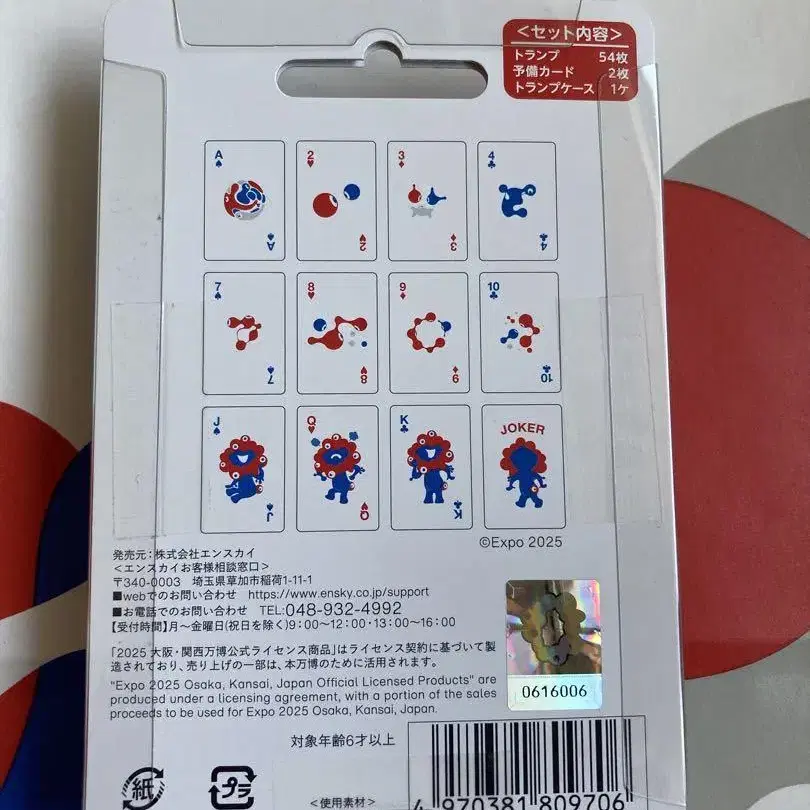 <セット内容>
トランプ 54枚
予備カード 2枚
トランプケース 1ケ
A
A
2
2
3
3
4
4
7
7
8
8
9
9
10
10
J
J
Q
Q
K
K
JOKER
©Expo 2025
発売元:株式会社エンスカイ
<エンスカイお客様相談窓口>
〒340-0003 埼玉県草加市稲荷1-11-1
■webでのお問い合わせ https://www.ensky.co.jp/support
■お電話でのお問い合わせ TEL:048-932-4992
【受付時間】月〜金曜日(祝日を除く)9:00〜12:00・13:00〜16:00
「2025 大阪・関西万博公式ライセンス商品」はライセンス契約に基づいて製
造されており、売り上げの一部は、本万博のために活用されます。
"Expo 2025 Osaka, Kansai, Japan Official Licensed Products" are
produced under a licensing agreement, with a portion of the sales
proceeds to be used for Expo 2025 Osaka, Kansai, Japan.
0616006
対象年齢6才以上
紙
プラ
<使用素材>
4 970381 809706